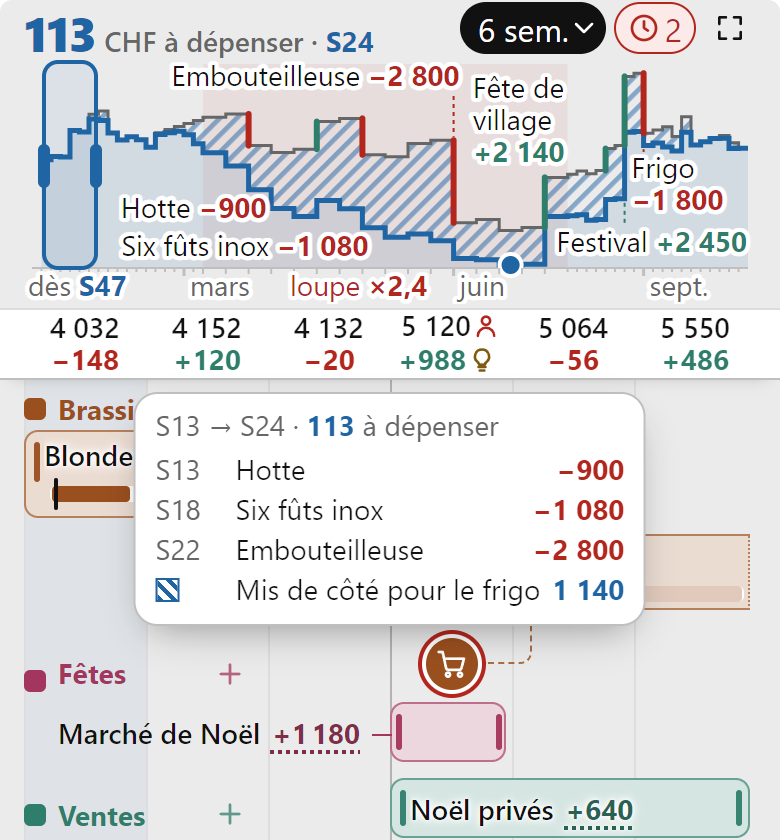 113 CHF à dépenser · S24
6 sem.
2
Embouteilleuse −2 800
Fête de
village
+2 140
Frigo
−1 800
Hotte −900
Six fûts inox −1 080
Festival +2 450
dès S47
mars
loupe ×2,4
juin
sept.
4 032 4 152 4 132 5 120 5 064 5 550
−148 +120 −20 +988 −56 +486
Brassi
Blonde
S13 → S24 · 113 à dépenser
S13 Hotte −900
S18 Six fûts inox −1 080
S22 Embouteilleuse −2 800
Mis de côté pour le frigo 1 140
Fêtes +
Marché de Noël +1 180
Ventes +
Noël privés +640